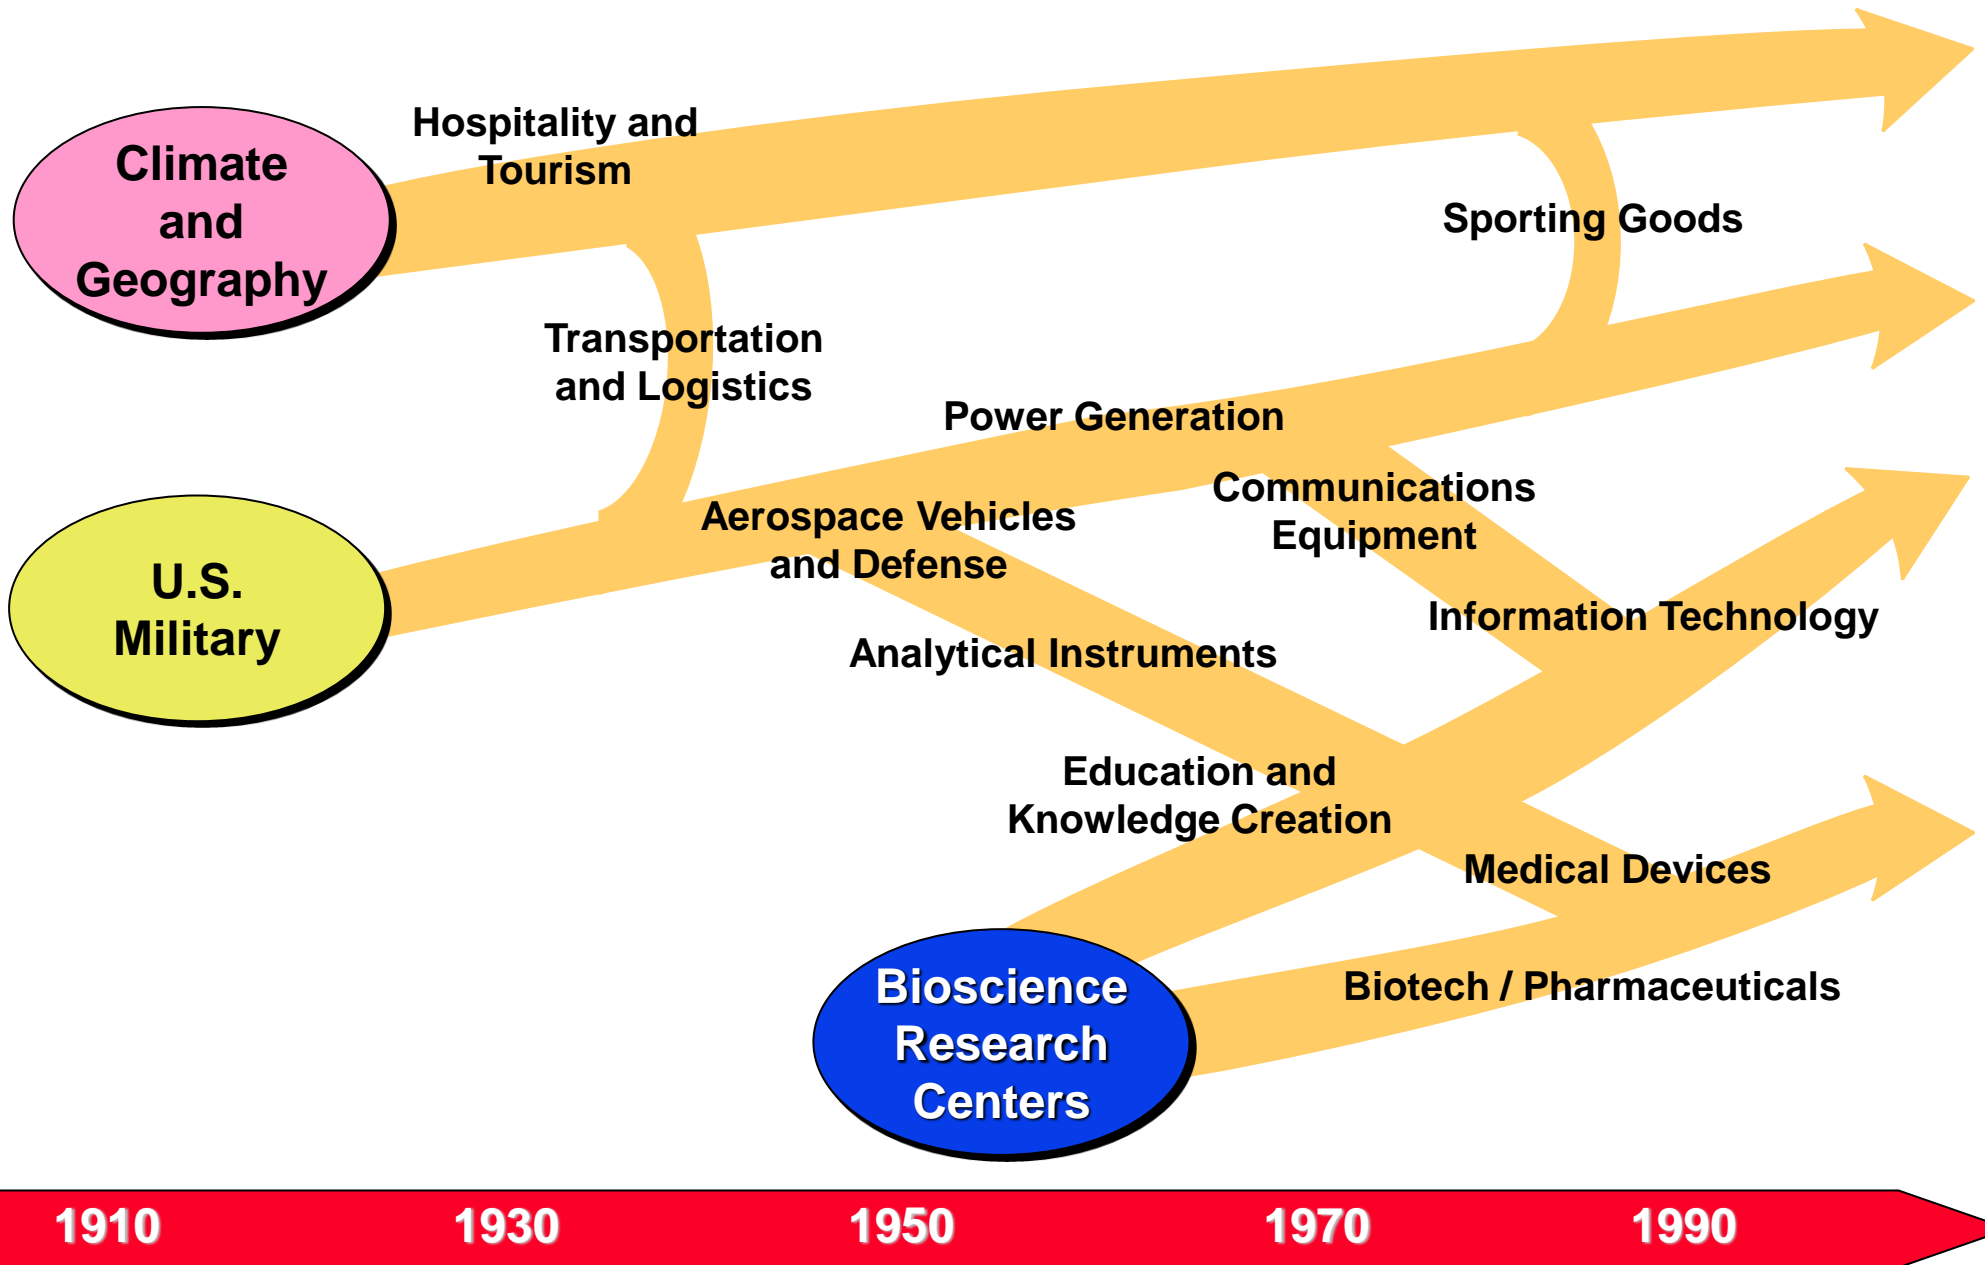 Climate
and
Geography
Hospitality and
Tourism
Sporting Goods
Transportation
and Logistics
Power Generation
U.S.
Military
Aerospace Vehicles
and Defense
Communications
Equipment
Information Technology
Analytical Instruments
Education and
Knowledge Creation
Medical Devices
Bioscience
Research
Centers
Biotech / Pharmaceuticals
1910 1930 1950 1970 1990